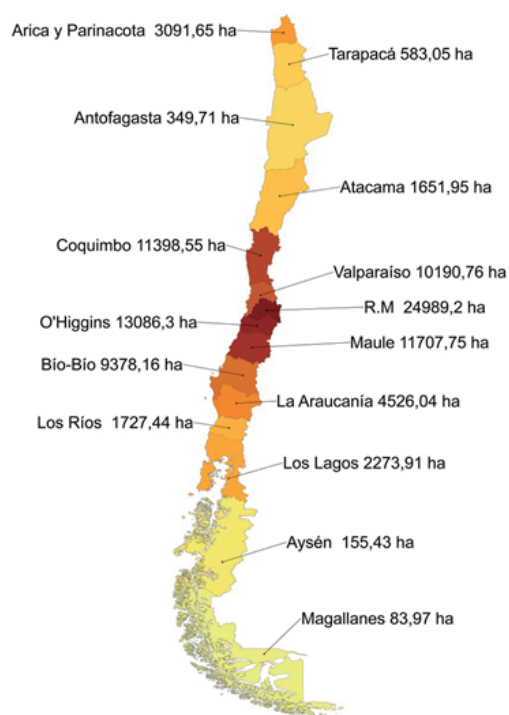 Arica y Parinacota 3091,65 ha
Tarapacá 583,05 ha
Antofagasta 349,71 ha
Atacama 1651,95 ha
Coquimbo 11398,55 ha
Valparaíso 10190,76 ha
R.M 24989,2 ha
O'Higgins 13086,3 ha
Maule 11707,75 ha
Bío-Bío 9378,16 ha
La Araucanía 4526,04 ha
Los Ríos 1727,44 ha
Los Lagos 2273,91 ha
Aysén 155,43 ha
Magallanes 83,97 ha